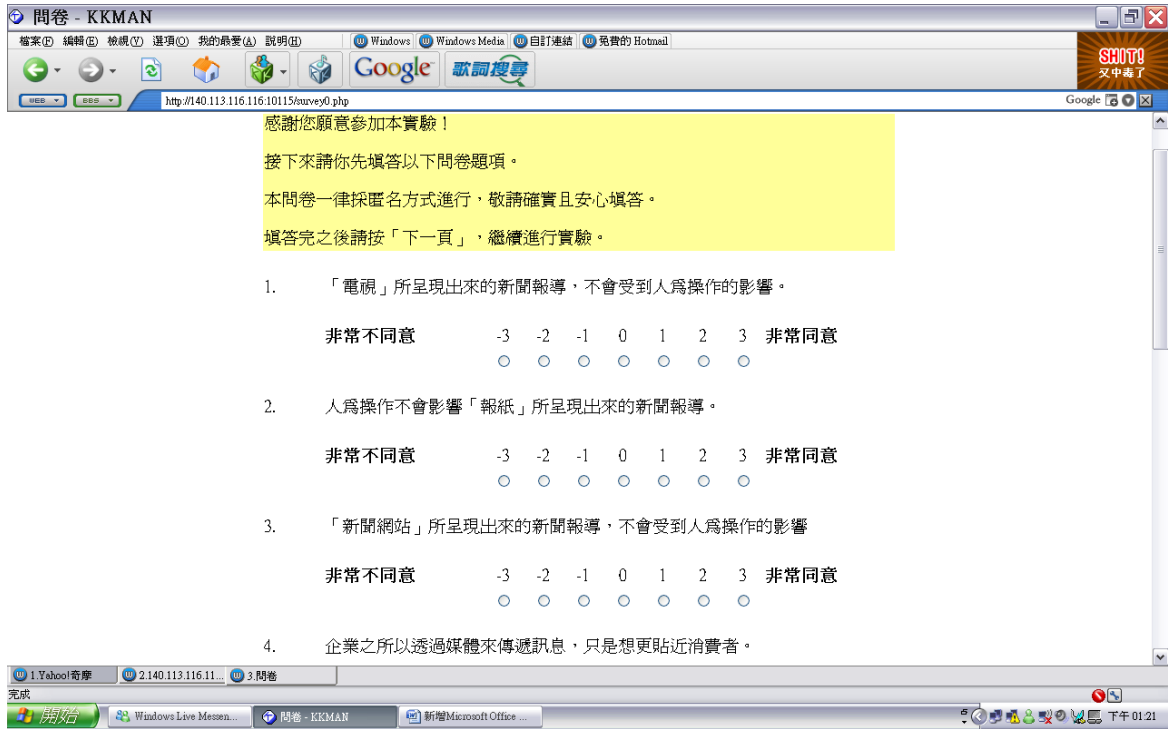 問卷 - KKMAN
檔案(F) 編輯(E) 檢視(V) 選項(O) 我的最愛(A) 說明(H) Windows Windows Media 自訂連結 免費的 Hotmail
Google 歌詞搜尋
SHIT!
又中毒了
WEB BBS http://140.113.116.116:10115/survey0.php Google
感謝您願意參加本實驗！
接下來請你先填答以下問卷題項。
本問卷一律採匿名方式進行，敬請確實且安心填答。
填答完之後請按「下一頁」，繼續進行實驗。
1. 「電視」所呈現出來的新聞報導，不會受到人為操作的影響。
非常不同意 -3 -2 -1 0 1 2 3 非常同意
2. 人為操作不會影響「報紙」所呈現出來的新聞報導。
非常不同意 -3 -2 -1 0 1 2 3 非常同意
3. 「新聞網站」所呈現出來的新聞報導，不會受到人為操作的影響
非常不同意 -3 -2 -1 0 1 2 3 非常同意
4. 企業之所以透過媒體來傳遞訊息，只是想更貼近消費者。
1.Yahoo!奇摩 2.140.113.116.11... 3.問卷
完成
開始 Windows Live Messen... 問卷 - KKMAN 新增Microsoft Office ... 下午 01:21